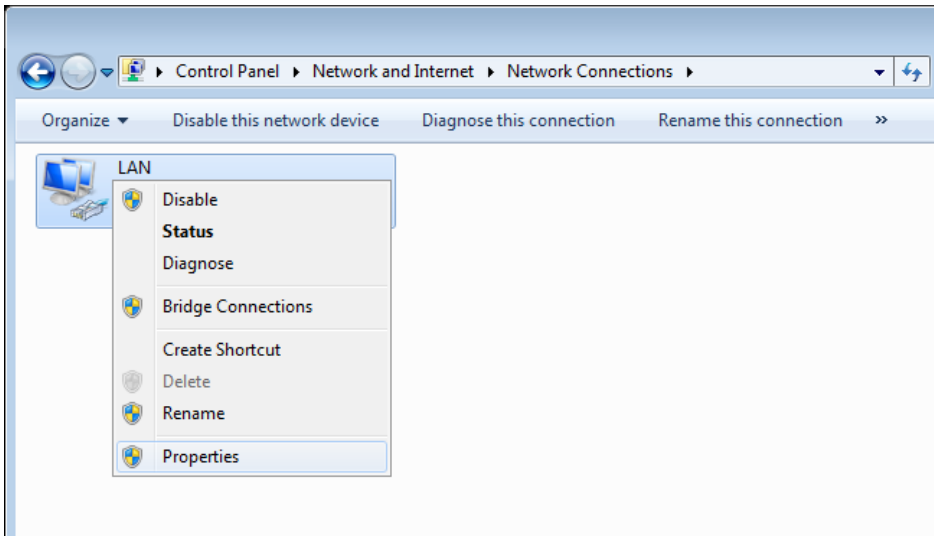 Control Panel Network and Internet Network Connections
Organize Disable this network device Diagnose this connection Rename this connection »
LAN
Disable
Status
Diagnose
Bridge Connections
Create Shortcut
Delete
Rename
Properties